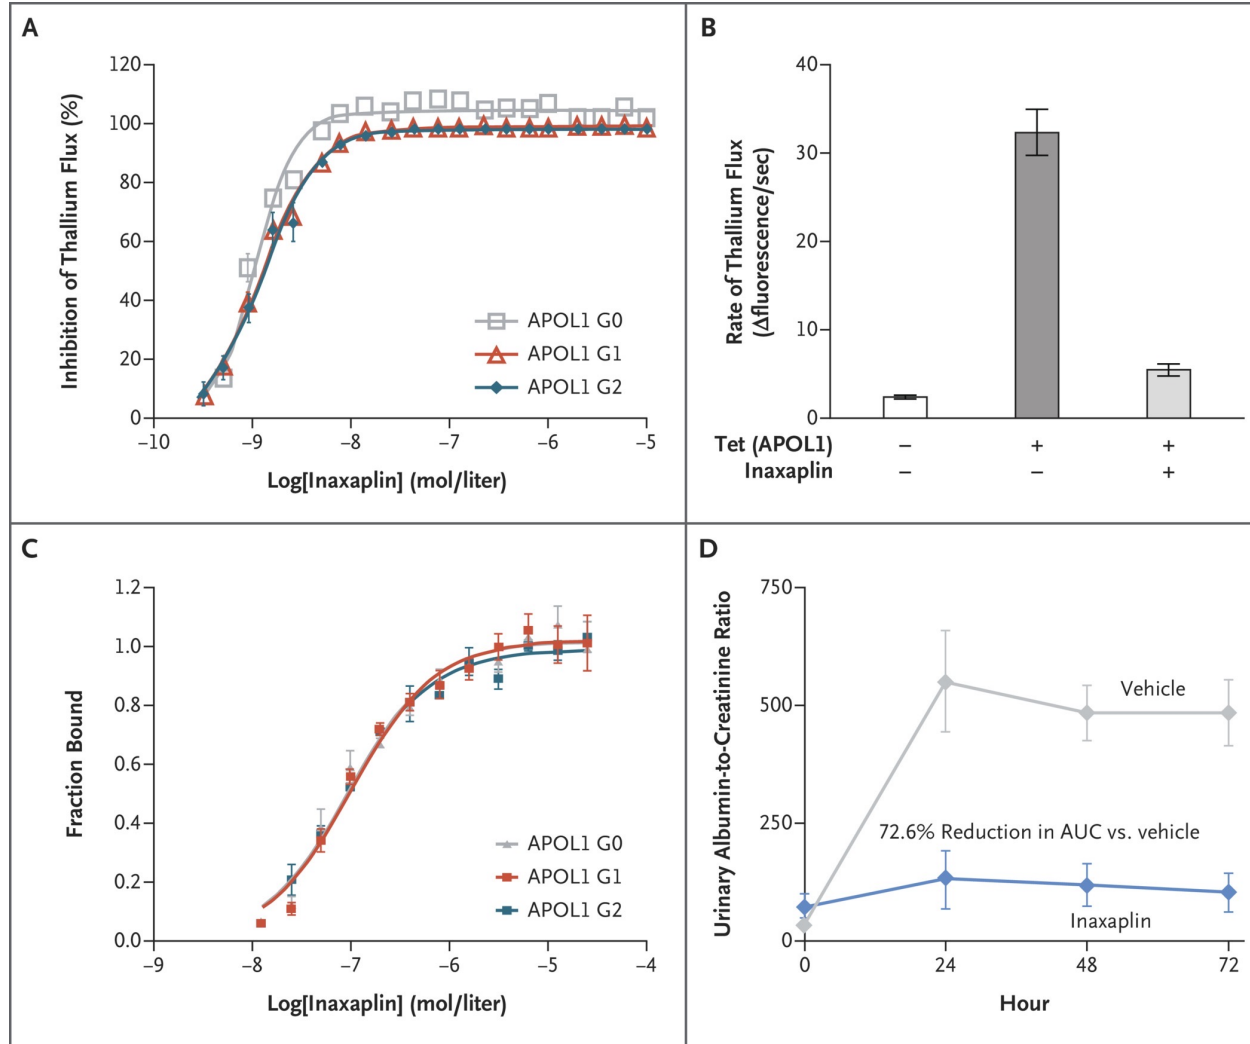 A
Inhibition of Thallium Flux (%)
120
100
80
60
40
20
0
−10
−9
−8
−7
−6
−5
Log[Inaxaplin] (mol/liter)
APOL1 G0
APOL1 G1
APOL1 G2
B
Rate of Thallium Flux
(Δfluorescence/sec)
40
30
20
10
0
Tet (APOL1) − + +
Inaxaplin − − +
C
Fraction Bound
1.2
1.0
0.8
0.6
0.4
0.2
0.0
−9
−8
−7
−6
−5
−4
Log[Inaxaplin] (mol/liter)
APOL1 G0
APOL1 G1
APOL1 G2
D
Urinary Albumin-to-Creatinine Ratio
750
500
250
0
0
24
48
72
Hour
Vehicle
72.6% Reduction in AUC vs. vehicle
Inaxaplin